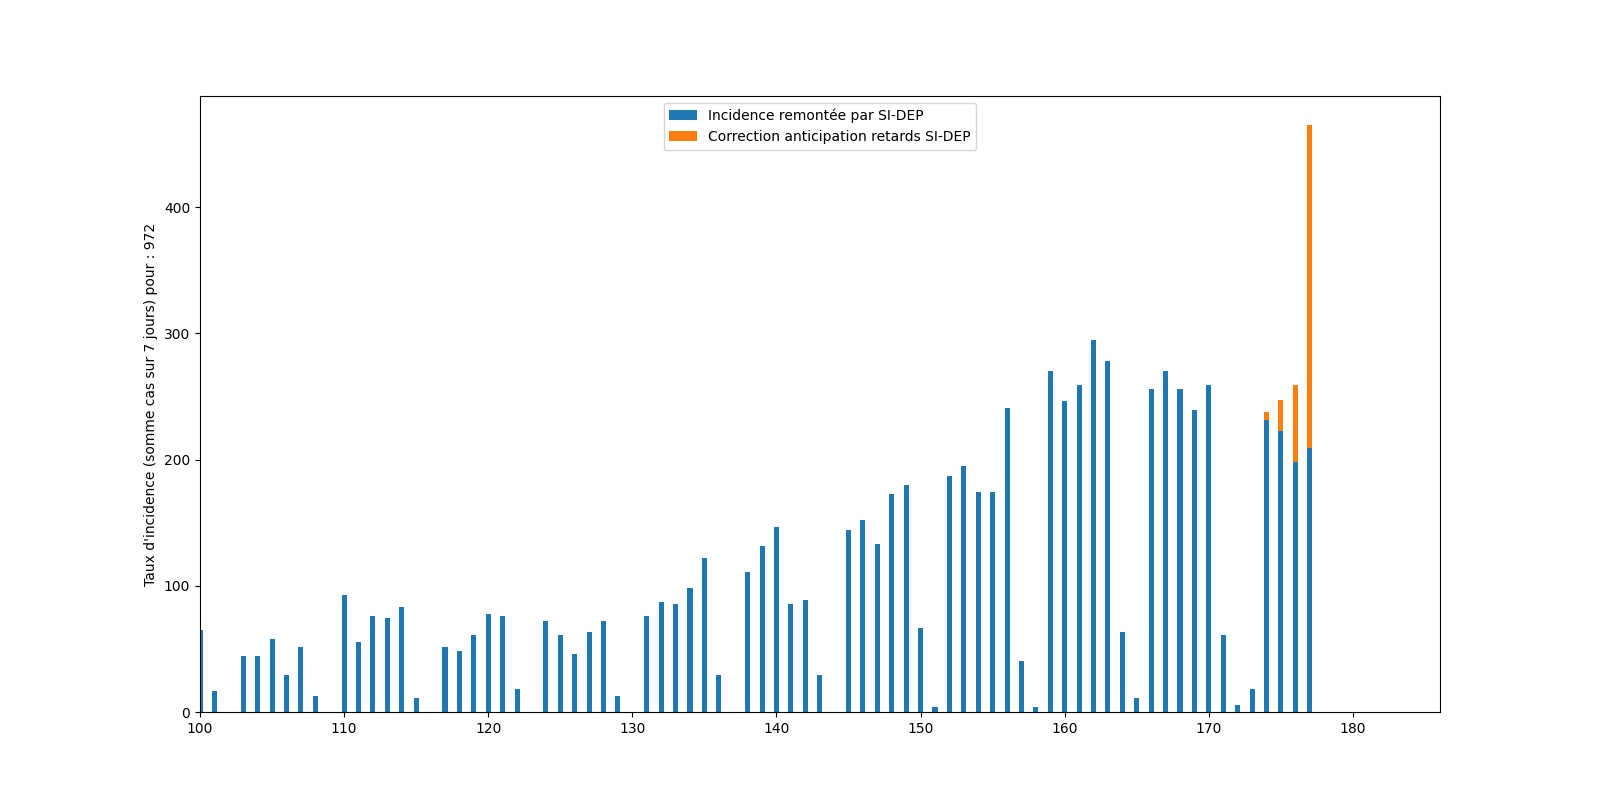 Incidence remontée par SI-DEP
Correction anticipation retards SI-DEP
Taux d'incidence (somme cas sur 7 jours) pour : 972
400
300
200
100
0
100 110 120 130 140 150 160 170 180